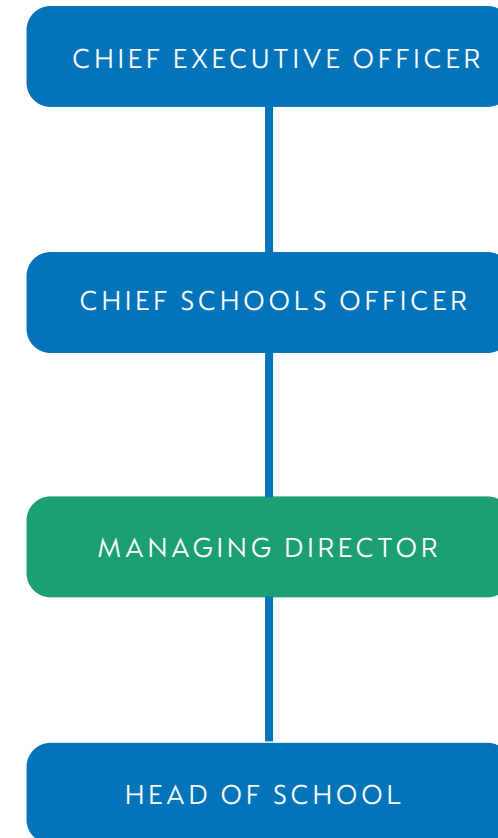 CHIEF EXECUTIVE OFFICER
CHIEF SCHOOLS OFFICER
MANAGING DIRECTOR
HEAD OF SCHOOL